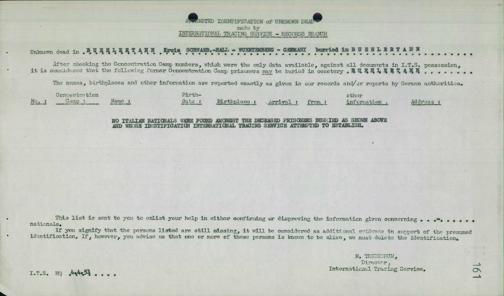 PRESUMED IDENTIFICATION OF UNKNOWN DEAD
made by
INTERNATIONAL TRACING SERVICE - RECORDS BRANCH
Unknown dead in B U E H L E R T A N N Kreis SCHWAEB.-HALL - WUERTTEMBERG - GERMANY buried in B U E H L E R T A N N
After checking the Concentration Camp numbers, which were the only data available, against all documents in I.T.S. possession,
it is considered that the following former Concentration Camp prisoners may be buried in cemetery B U E H L E R T A N N
The names, birthplaces and other information are reported exactly as given in our records and/or reports by German authorities.
Concentration Birth- other
No. : Camp : Name : Date : Birthplace : Arrival : from : information : Address :
NO ITALIAN NATIONALS WERE FOUND AMONGST THE DECEASED PRISONERS BURIED AS SHOWN ABOVE
AND WHOSE IDENTIFICATION INTERNATIONAL TRACING SERVICE ATTEMPTED TO ESTABLISH.
This list is sent to you to enlist your help in either confirming or disproving the information given concerning
nationals.
If you signify that the persons listed are still missing, it will be considered as additional evidence in support of the presumed
identification. If, however, you advise us that one or more of these persons is known to be alive, we must delete the identification.
Director,
International Tracing Service.
I.T.S.
161